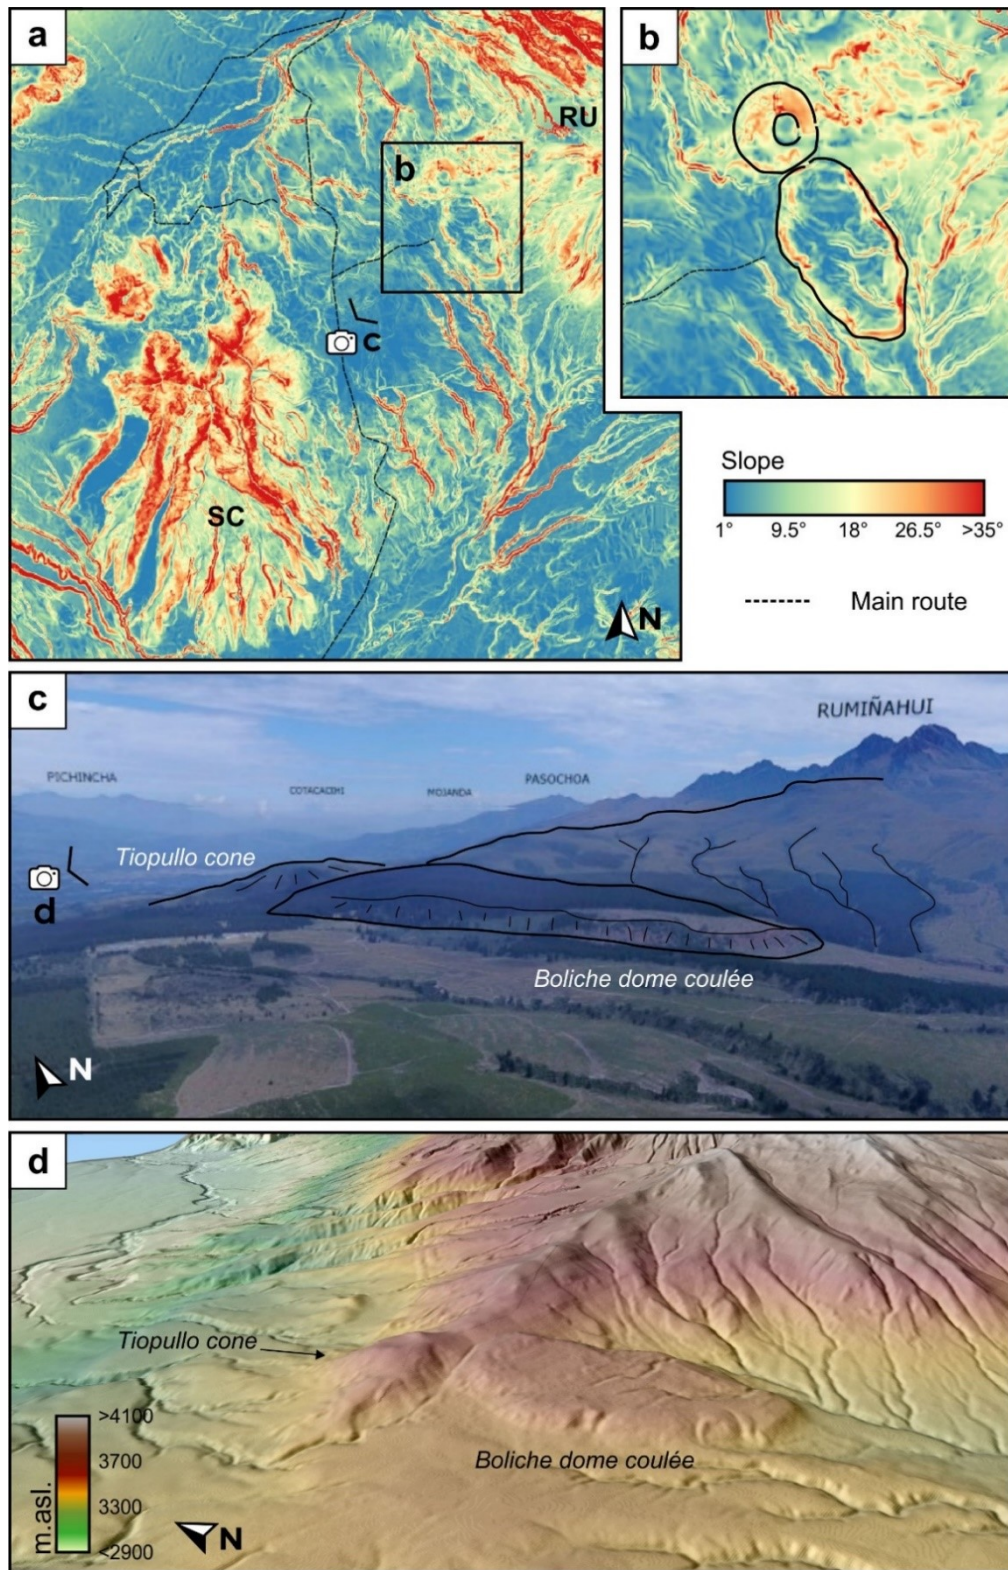 a
RU
b
C
SC
N
b
Slope
1° 9.5° 18° 26.5° >35°
Main route
c
RUMIÑAHUI
PICHINCHA
COTACACHI
MOJANDA
PASOCHOA
Tiopullo cone
d
Boliche dome coulée
N
d
Tiopullo cone
>4100
3700
3300
<2900
m.asl.
Boliche dome coulée
N